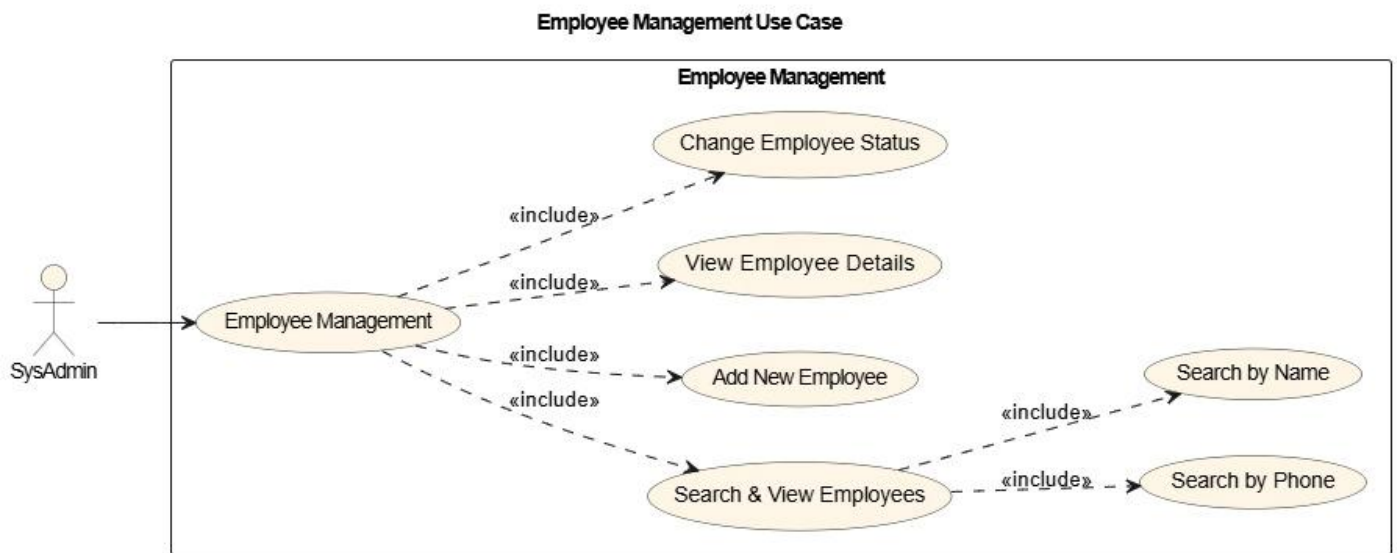 Employee Management Use Case
Employee Management
Change Employee Status
«include»
View Employee Details
«include»
Employee Management
SysAdmin
«include»
Add New Employee
«include»
Search by Name
«include»
Search & View Employees
«include»
Search by Phone